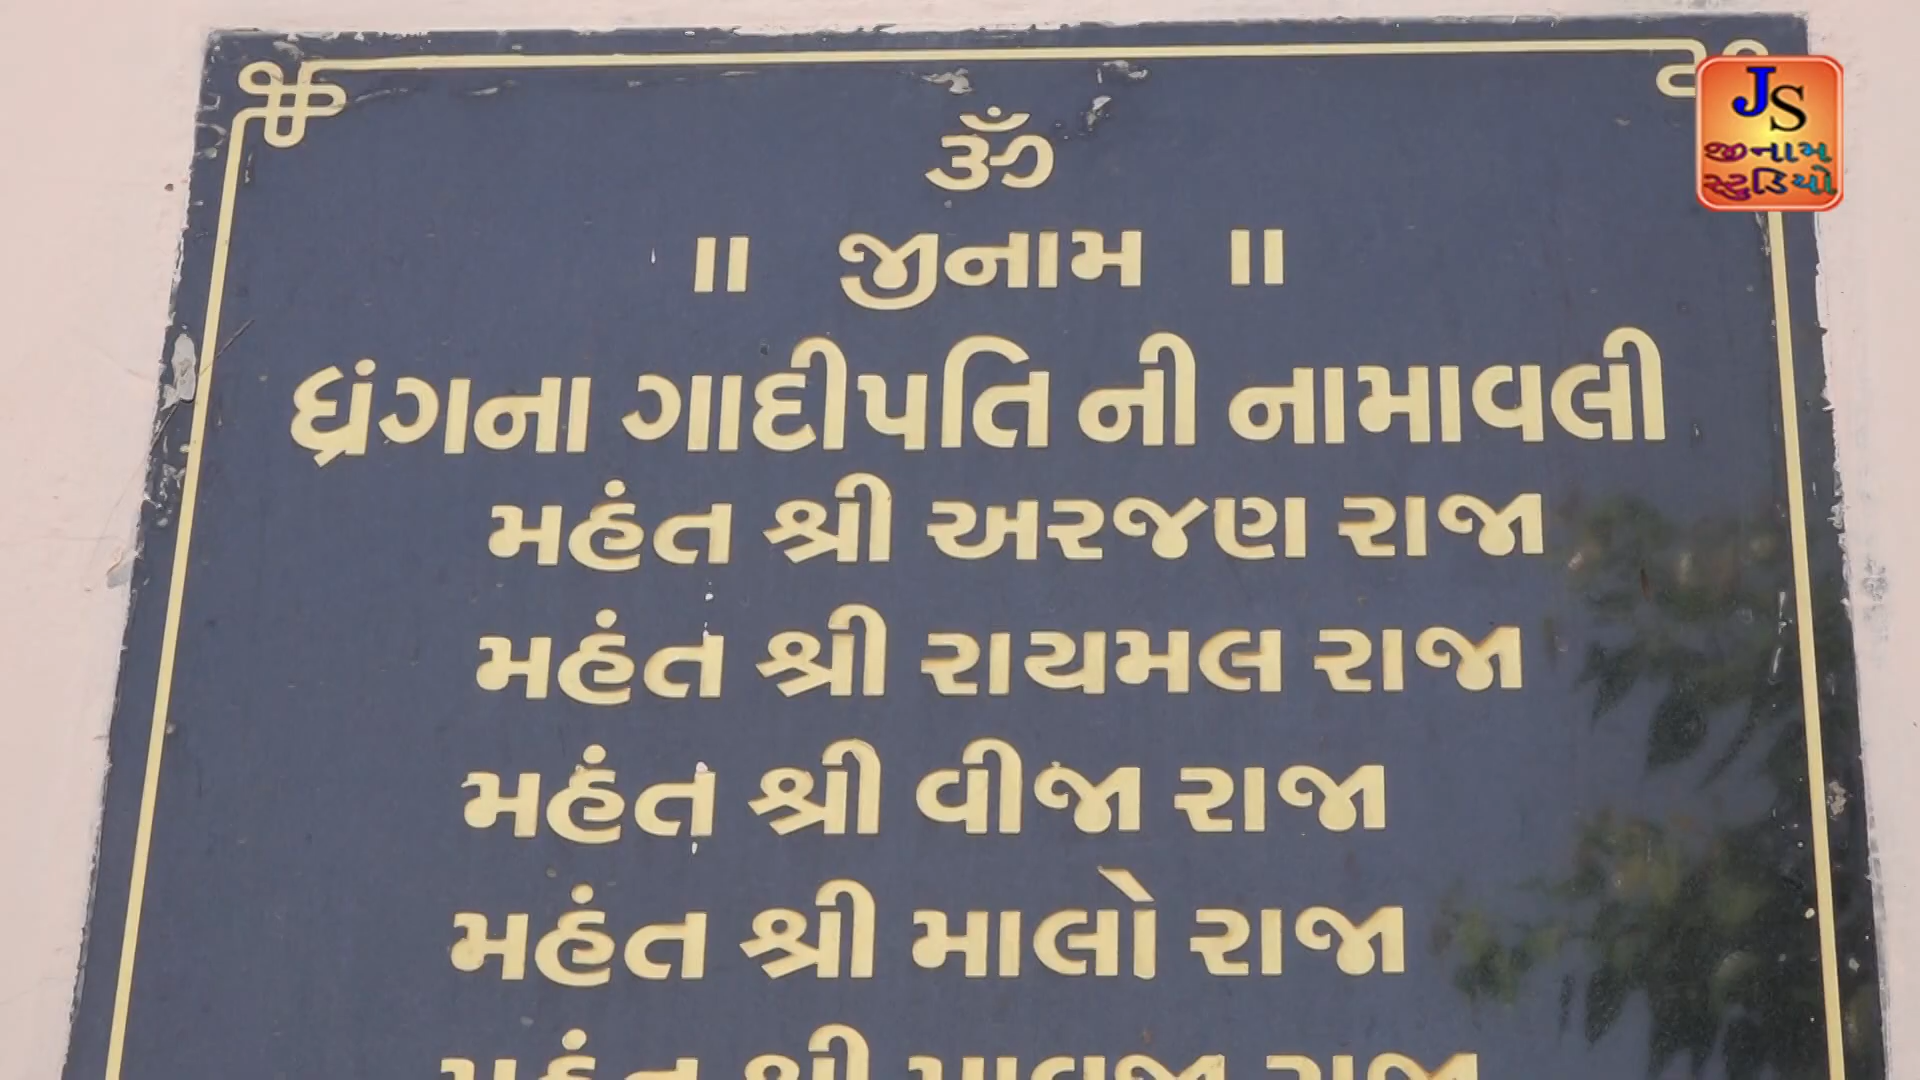 ૐ
॥ જીનામ ॥
ધ્રંગના ગાદીપતિ ની નામાવલી
મહંત શ્રી અરજણ રાજા
મહંત શ્રી રાયમલ રાજા
મહંત શ્રી વીજા રાજા
મહંત શ્રી માલો રાજા
મહંત શ્રી રાજા
JS
જીનામ
સ્ટુડિયો